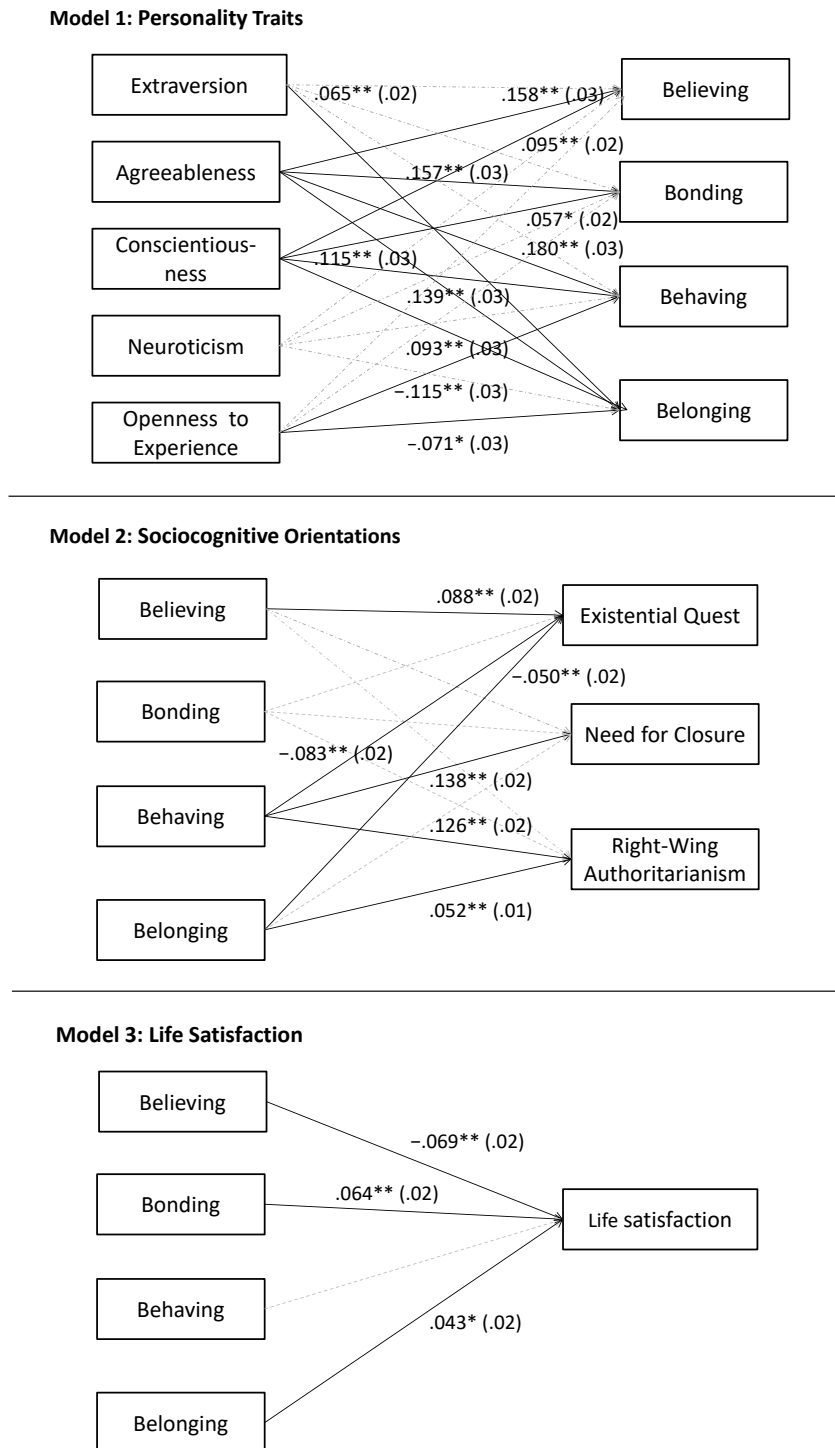 Model 1: Personality Traits
Extraversion
Agreeableness
Conscientious-
ness
Neuroticism
Openness to
Experience
.065** (.02)
.158** (.03)
.095** (.02)
.157** (.03)
.057* (.02)
.180** (.03)
.115** (.03)
.139** (.03)
.093** (.03)
−.115** (.03)
−.071* (.03)
Believing
Bonding
Behaving
Belonging
Model 2: Sociocognitive Orientations
Believing
Bonding
Behaving
Belonging
.088** (.02)
−.050** (.02)
−.083** (.02)
.138** (.02)
.126** (.02)
.052** (.01)
Existential Quest
Need for Closure
Right-Wing
Authoritarianism
Model 3: Life Satisfaction
Believing
Bonding
Behaving
Belonging
−.069** (.02)
.064** (.02)
.043* (.02)
Life satisfaction